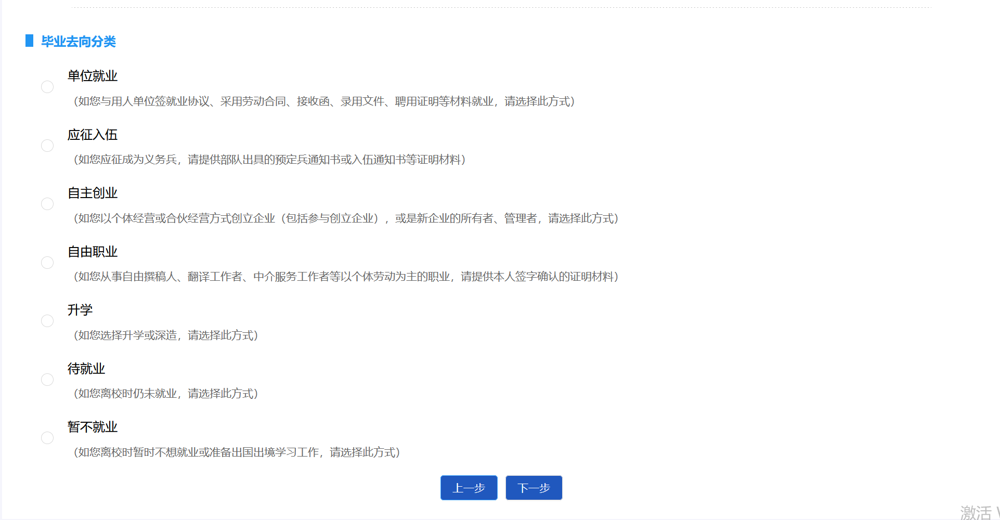 毕业去向分类
单位就业
（如您与用人单位签就业协议、采用劳动合同、接收函、录用文件、聘用证明等材料就业，请选择此方式）
应征入伍
（如您应征成为义务兵，请提供部队出具的预定兵通知书或入伍通知书等证明材料）
自主创业
（如您以个体经营或合伙经营方式创立企业（包括参与创立企业），或是新企业的所有者、管理者，请选择此方式）
自由职业
（如您从事自由撰稿人、翻译工作者、中介服务工作者等以个体劳动为主的职业，请提供本人签字确认的证明材料）
升学
（如您选择升学或深造，请选择此方式）
待就业
（如您离校时仍未就业，请选择此方式）
暂不就业
（如您离校时暂时不想就业或准备出国出境学习工作，请选择此方式）
上一步 下一步
激活